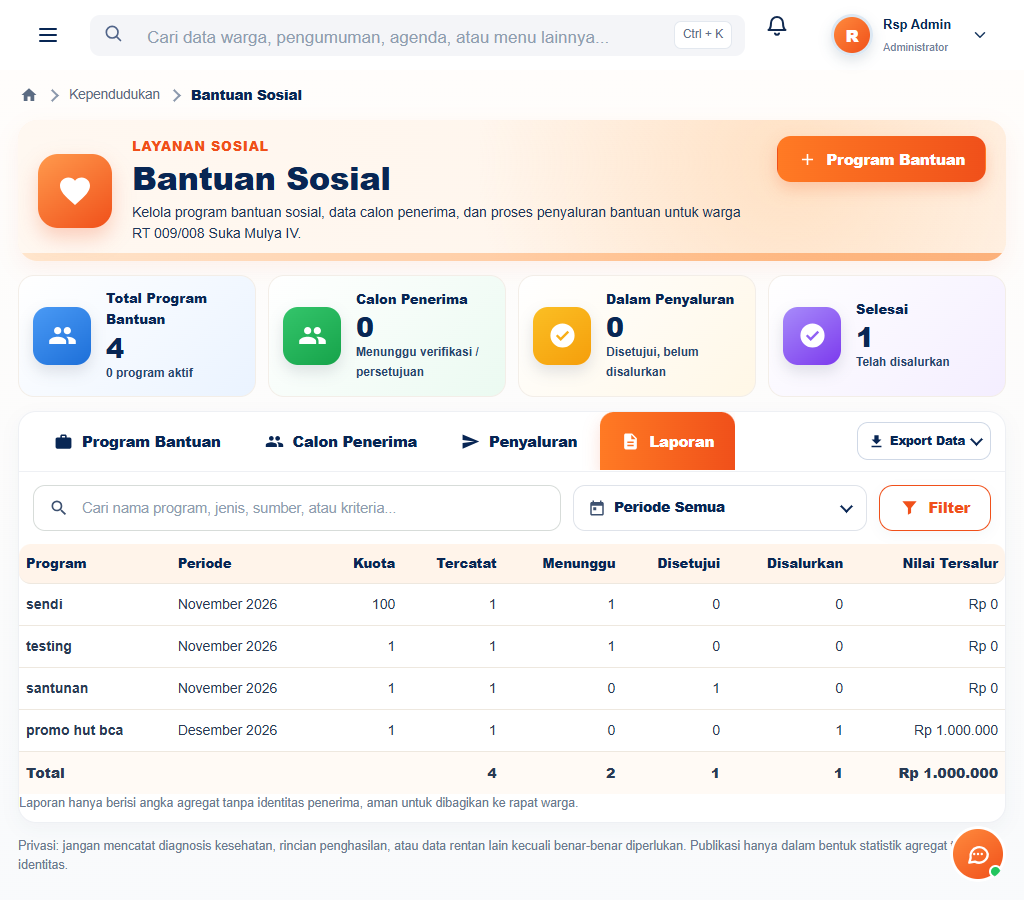 Cari data warga, pengumuman, agenda, atau menu lainnya...
Ctrl + K
R
Rsp Admin
Administrator
Kependudukan
Bantuan Sosial
LAYANAN SOSIAL
Bantuan Sosial
Kelola program bantuan sosial, data calon penerima, dan proses penyaluran bantuan untuk warga
RT 009/008 Suka Mulya IV.
+ Program Bantuan
Total Program
Bantuan
4
0 program aktif
Calon Penerima
0
Menunggu verifikasi /
persetujuan
Dalam Penyaluran
0
Disetujui, belum
disalurkan
Selesai
1
Telah disalurkan
Program Bantuan
Calon Penerima
Penyaluran
Laporan
Export Data
Cari nama program, jenis, sumber, atau kriteria...
Periode Semua
Filter
Program Periode Kuota Tercatat Menunggu Disetujui Disalurkan Nilai Tersalur
sendi November 2026 100 1 1 0 0 Rp 0
testing November 2026 1 1 1 0 0 Rp 0
santunan November 2026 1 1 0 1 0 Rp 0
promo hut bca Desember 2026 1 1 0 0 1 Rp 1.000.000
Total 4 2 1 1 Rp 1.000.000
Laporan hanya berisi angka agregat tanpa identitas penerima, aman untuk dibagikan ke rapat warga.
Privasi: jangan mencatat diagnosis kesehatan, rincian penghasilan, atau data rentan lain kecuali benar-benar diperlukan. Publikasi hanya dalam bentuk statistik agregat
identitas.